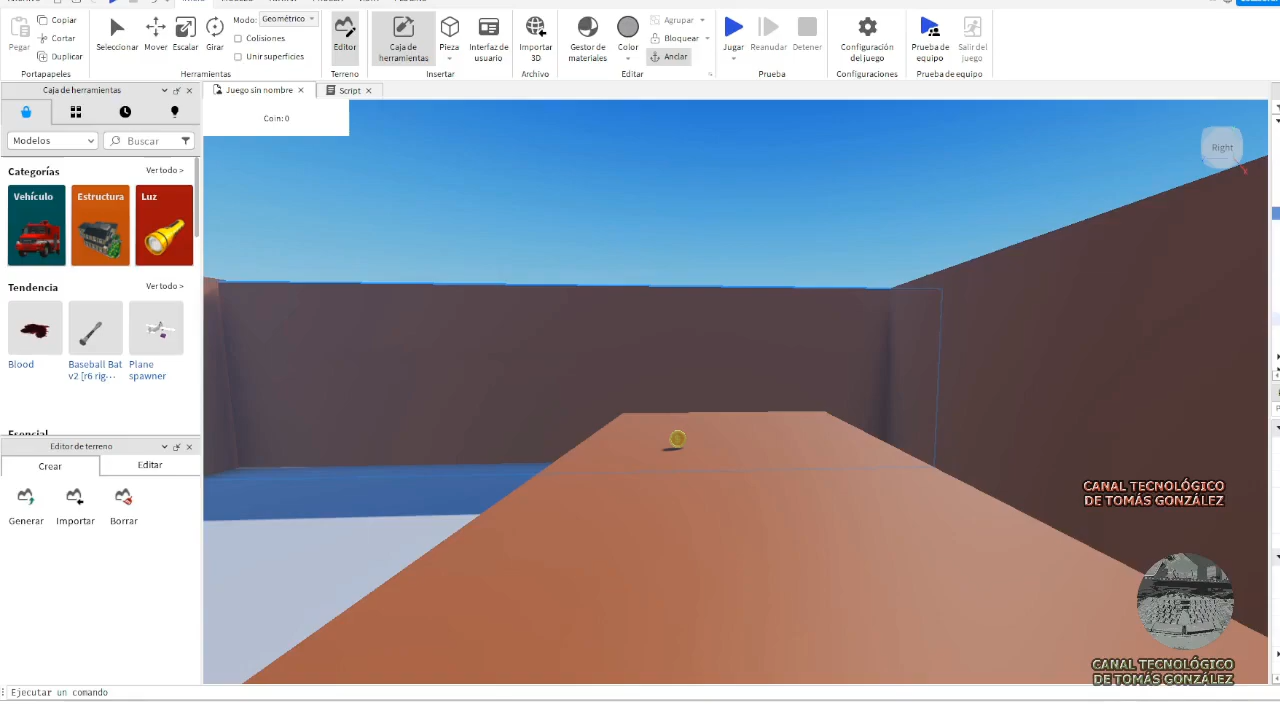 Copiar
Cortar
Duplicar
Pegar
Portapapeles
Seleccionar
Mover
Escalar
Girar
Modo:
Geométrico
Colisiones
Unir superficies
Herramientas
Editor
Terreno
Caja de
herramientas
Pieza
Interfaz de
usuario
Insertar
Importar
3D
Archivo
Gestor de
materiales
Color
Agrupar
Bloquear
Anclar
Editar
Jugar
Reanudar
Detener
Prueba
Configuración
del juego
Configuraciones
Prueba de
equipo
Salir del
juego
Prueba de equipo
Caja de herramientas
Juego sin nombre
Script
Modelos
Buscar
Categorías
Ver todo >
Vehículo
Estructura
Luz
Tendencia
Ver todo >
Blood
Baseball Bat
v2 [r6 rig···
Plane
spawner
Esencial
Editor de terreno
Crear
Editar
Generar
Importar
Borrar
Coin: 0
Right
X
CANAL TECNOLÓGICO
DE TOMÁS GONZÁLEZ
CANAL TECNOLÓGICO
DE TOMÁS GONZÁLEZ
Ejecutar un comando